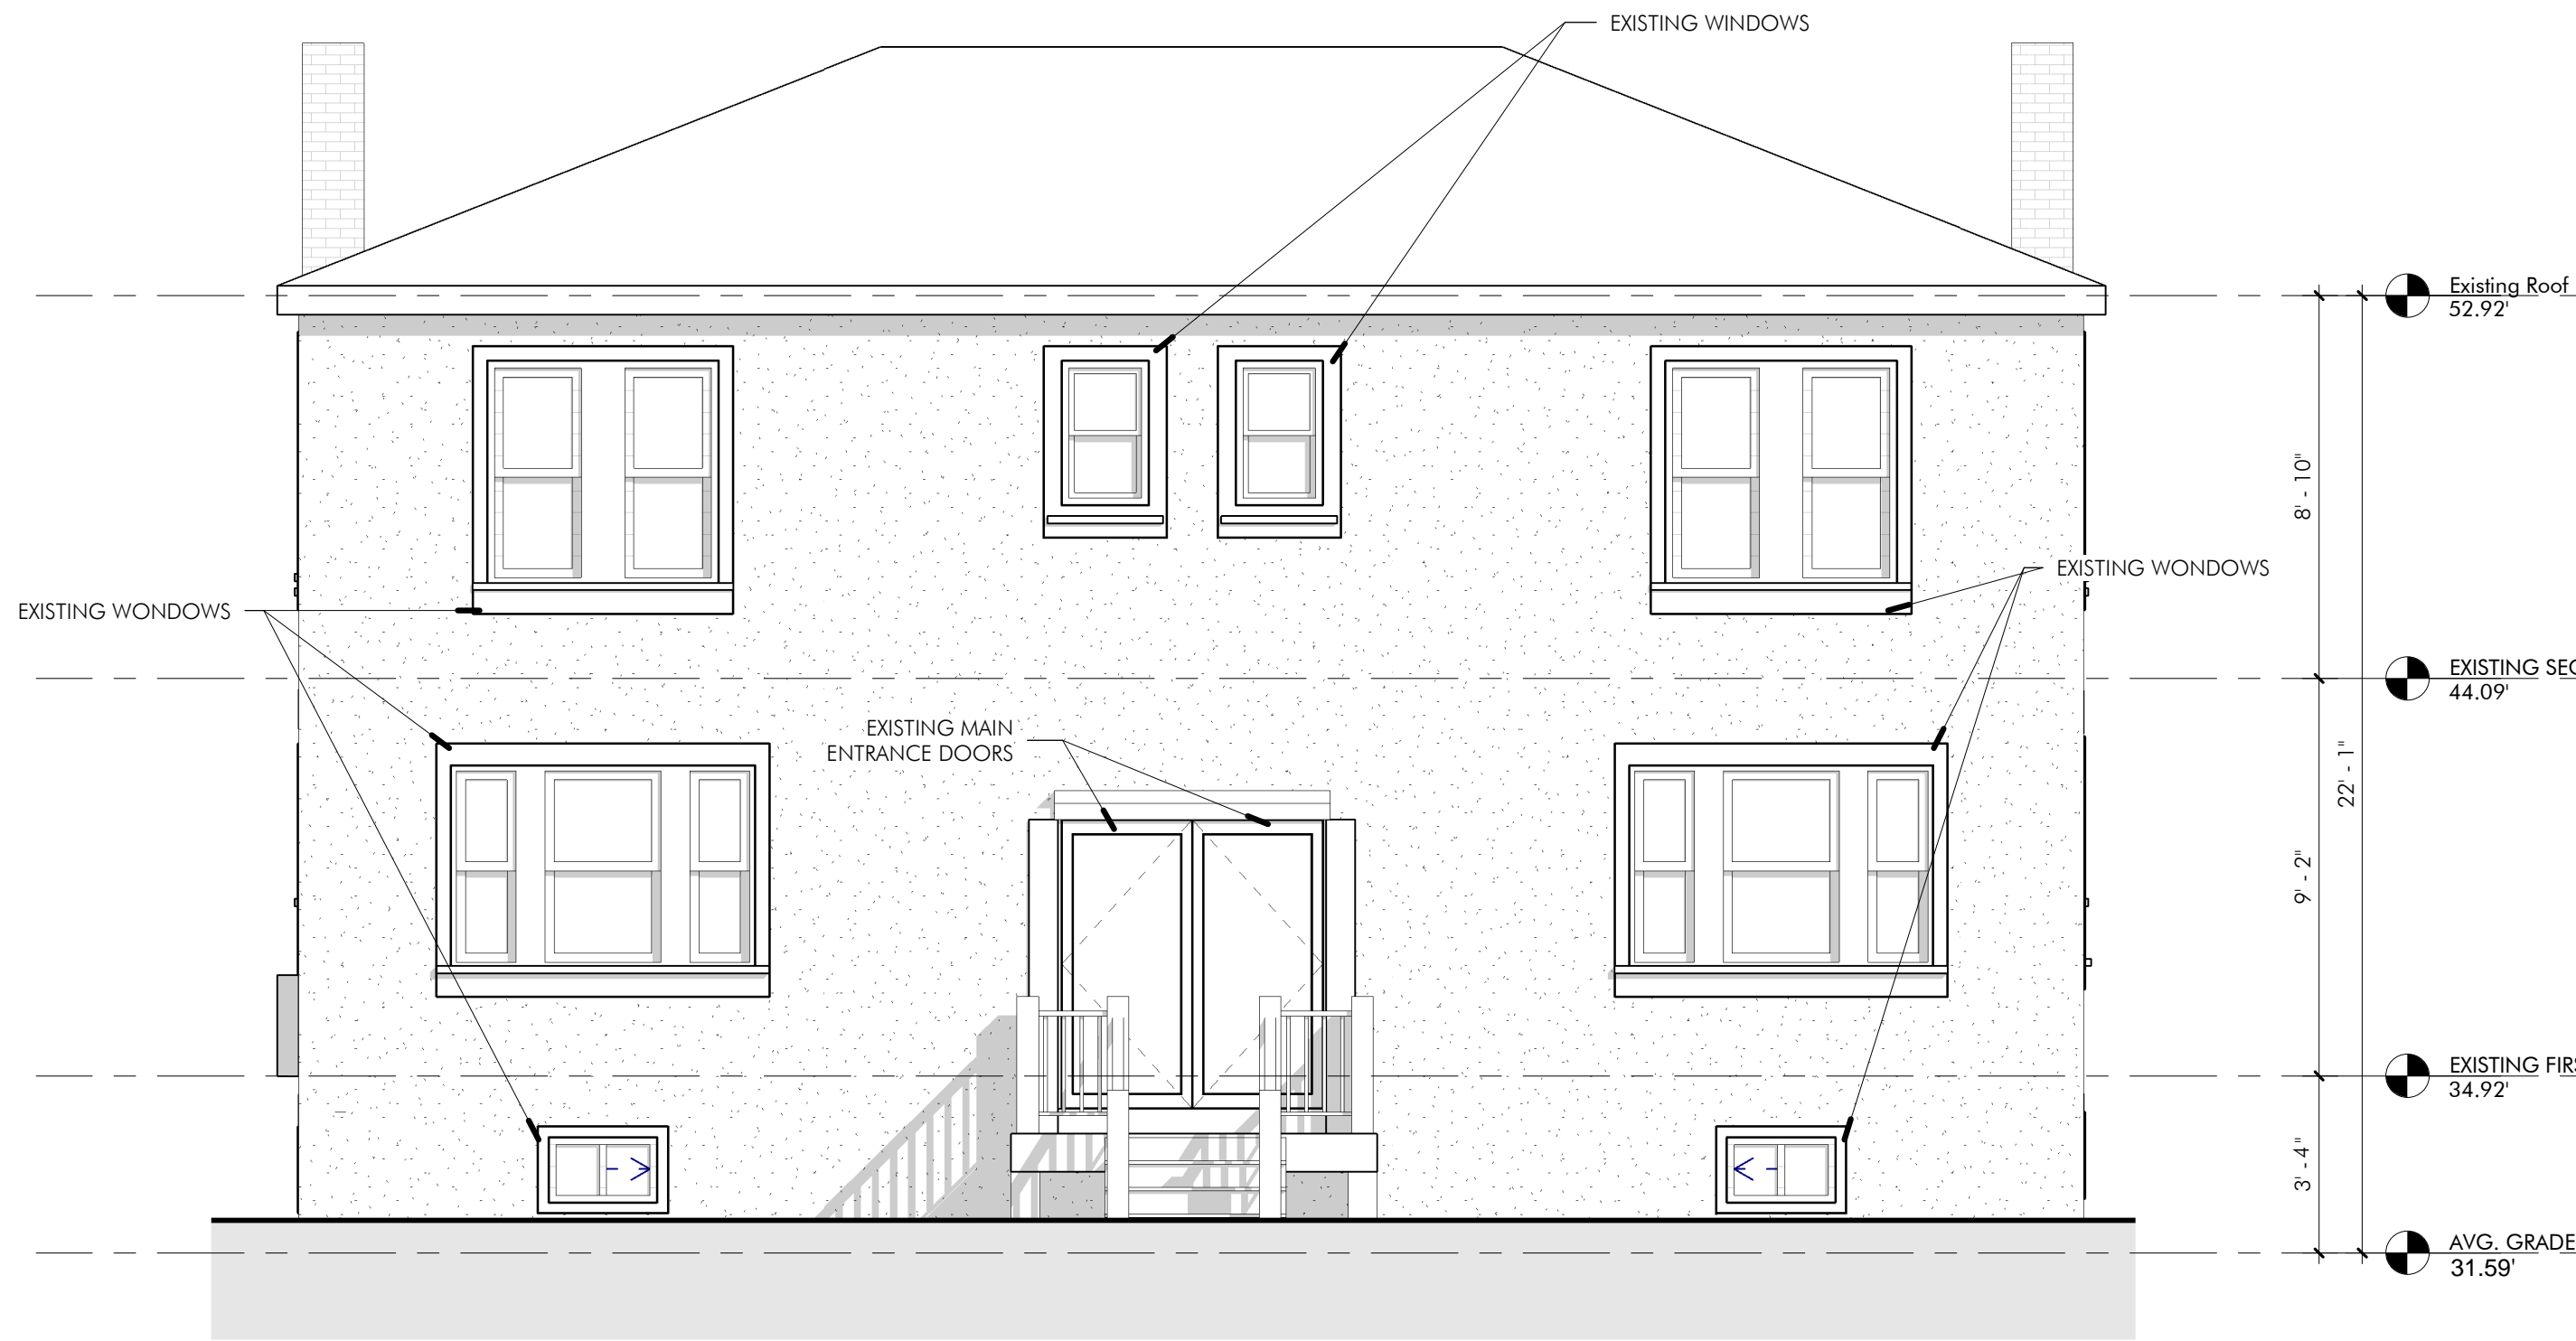 EXISTING WINDOWS
Existing Roof
52.92'
8' - 10"
EXISTING WONDOWS
EXISTING WONDOWS
EXISTING SEC
44.09'
EXISTING MAIN
ENTRANCE DOORS
22' - 1"
9' - 2"
EXISTING FIRS
34.92'
3' - 4"
AVG. GRADE
31.59'